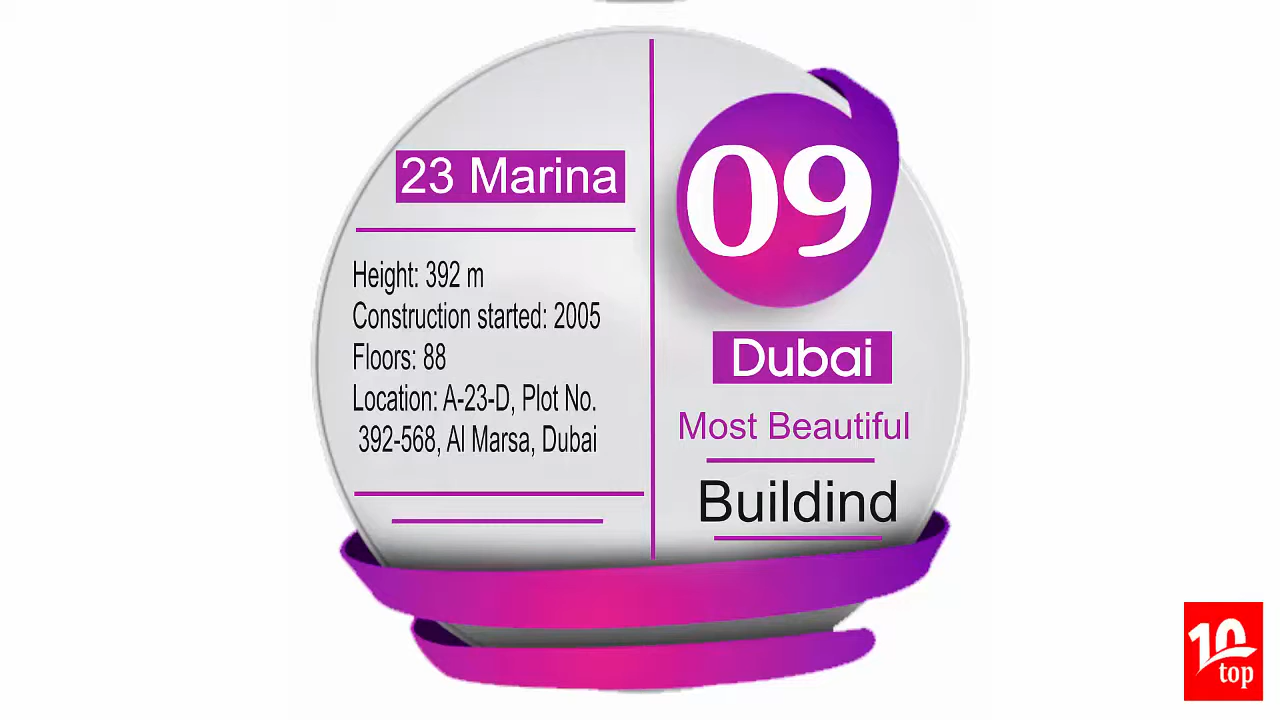 23 Marina
Height: 392 m
Construction started: 2005
Floors: 88
Location: A-23-D, Plot No.
392-568, Al Marsa, Dubai
09
Dubai
Most Beautiful
Buildind
10
top